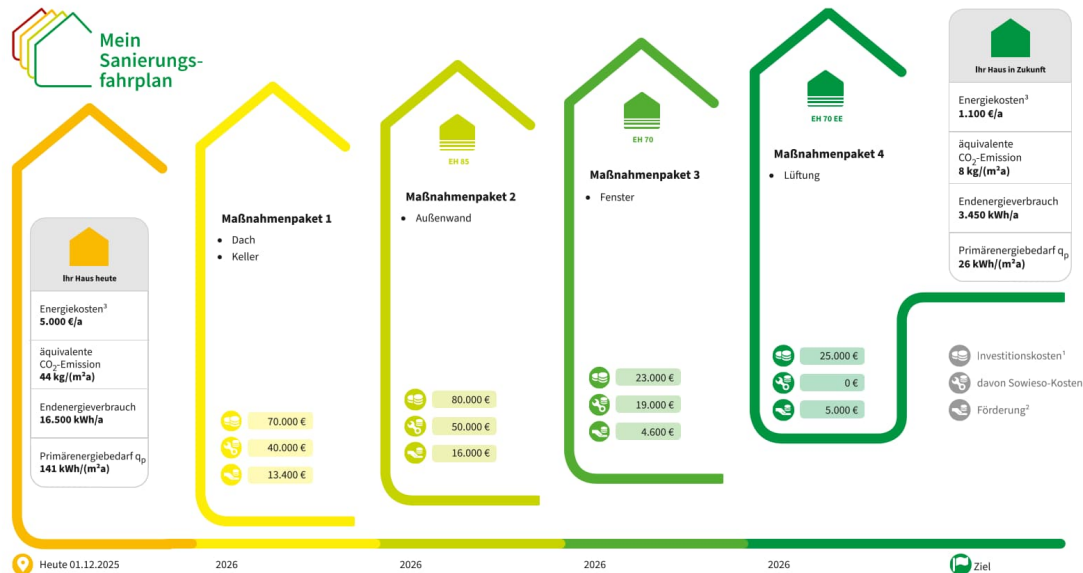 Mein
Sanierungs-
fahrplan
Ihr Haus heute
Energiekosten³
5.000 €/a
äquivalente
CO₂-Emission
44 kg/(m²a)
Endenergieverbrauch
16.500 kWh/a
Primärenergiebedarf qₚ
141 kWh/(m²a)
Maßnahmenpaket 1
• Dach
• Keller
70.000 €
40.000 €
13.400 €
EH 85
Maßnahmenpaket 2
• Außenwand
80.000 €
50.000 €
16.000 €
EH 70
Maßnahmenpaket 3
• Fenster
23.000 €
19.000 €
4.600 €
EH 70 EE
Maßnahmenpaket 4
• Lüftung
25.000 €
0 €
5.000 €
Ihr Haus in Zukunft
Energiekosten³
1.100 €/a
äquivalente
CO₂-Emission
8 kg/(m²a)
Endenergieverbrauch
3.450 kWh/a
Primärenergiebedarf qₚ
26 kWh/(m²a)
Investitionskosten¹
davon Sowieso-Kosten
Förderung²
Heute 01.12.2025
2026
2026
2026
2026
Ziel